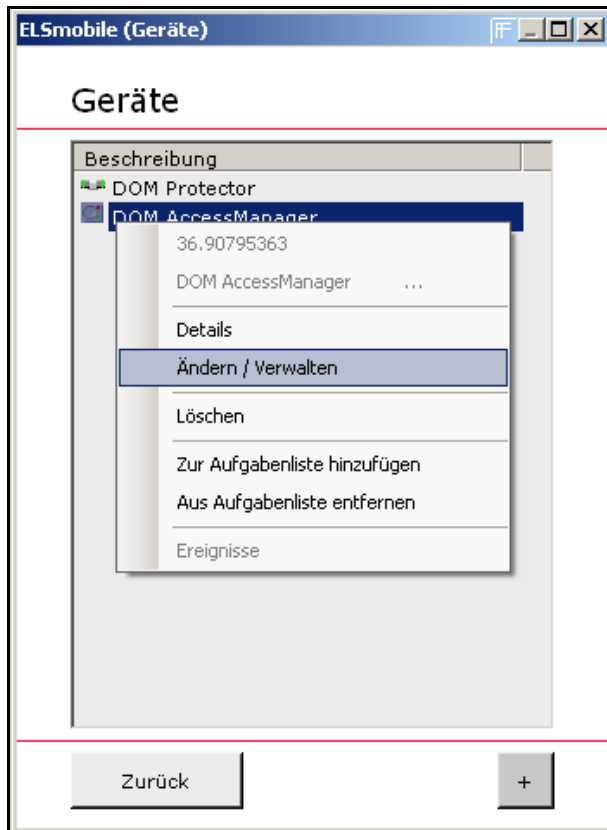 ELSmobile (Geräte)
Geräte
Beschreibung
DOM Protector
DOM AccessManager
36.90795363
DOM AccessManager ...
Details
Ändern / Verwalten
Löschen
Zur Aufgabenliste hinzufügen
Aus Aufgabenliste entfernen
Ereignisse
Zurück
+